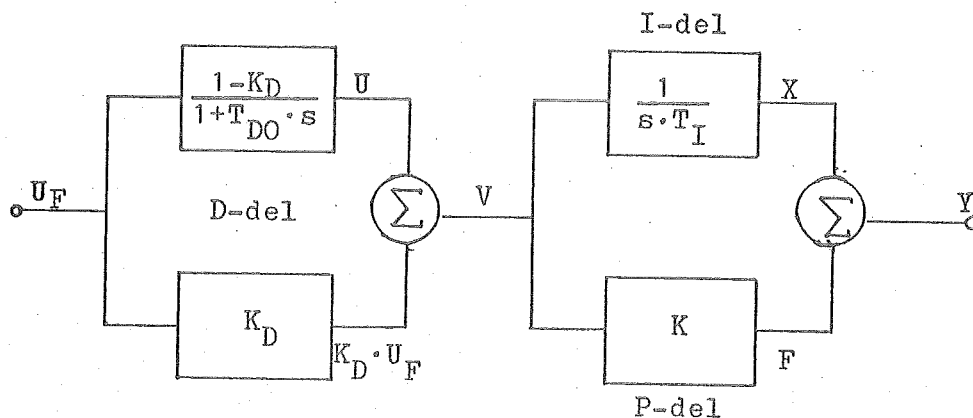 I-del
1-K_D
1+T_DO·s
U
1
s·T_I
X
U_F
D-del
Σ
V
Σ
Y
K_D
K_D·U_F
K
F
P-del